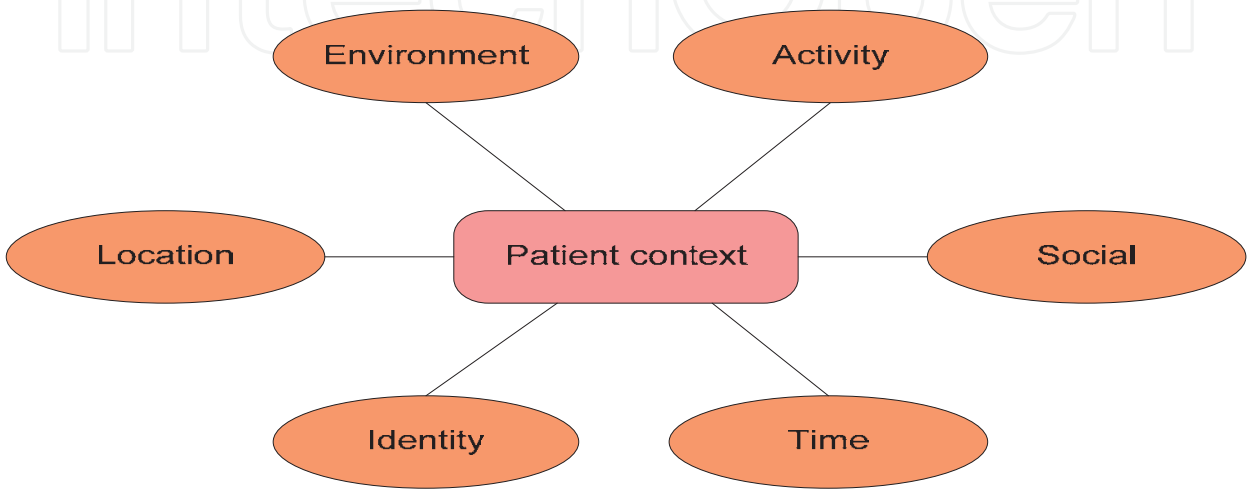 Environment
Activity
Location
Patient context
Social
Identity
Time